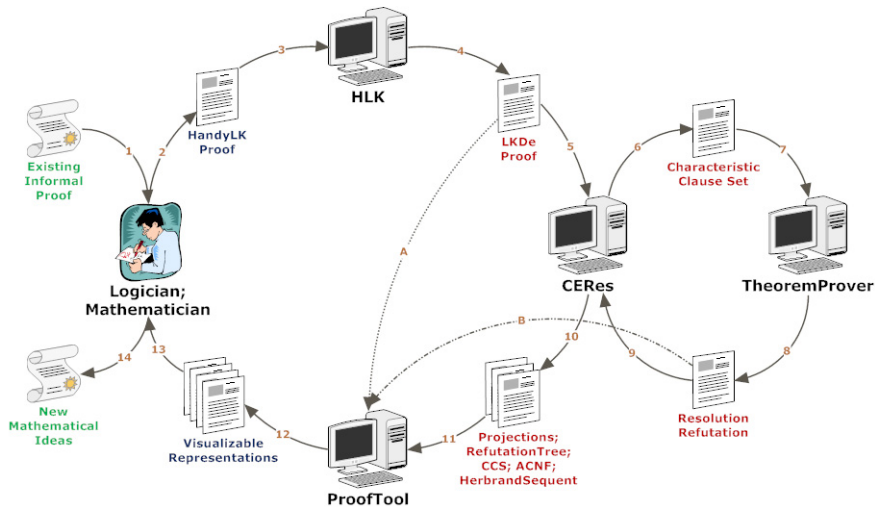 3
4
HLK
HandyLK
Proof
LKDe
Proof
1
2
5
6
7
Existing
Informal
Proof
Characteristic
Clause Set
A
Logician;
Mathematician
CERes
TheoremProver
B
10
9
8
14
13
New
Mathematical
Ideas
Visualizable
Representations
12
11
Projections;
RefutationTree;
CCS; ACNF;
HerbrandSequent
Resolution
Refutation
ProofTool